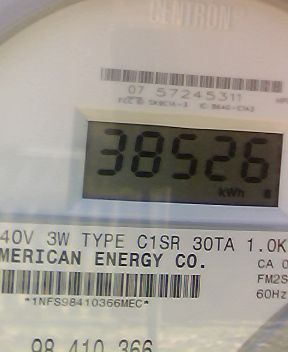 CENTRON®
07 57245311
38526
kWh
40V 3W TYPE C1SR 30TA 1.0K
MERICAN ENERGY CO.
CA 0
FM2S
60Hz
*1NFS98410366MEC*
98 410 366